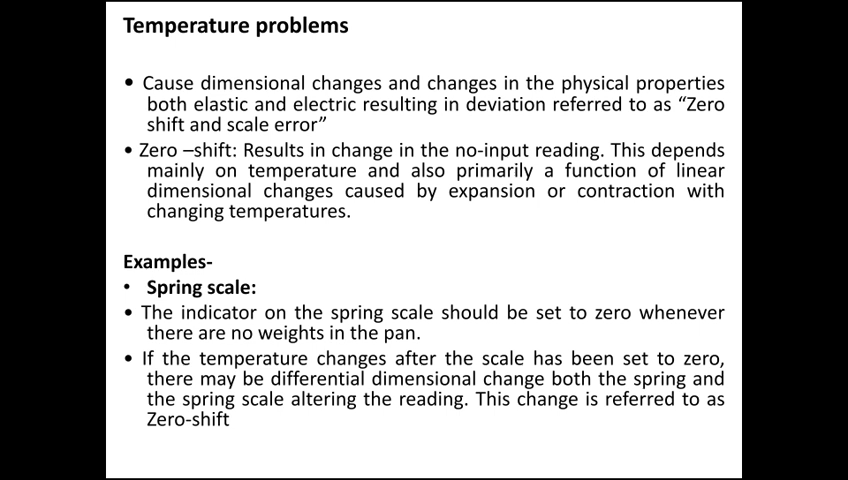 Temperature problems
• Cause dimensional changes and changes in the physical properties
both elastic and electric resulting in deviation referred to as “Zero
shift and scale error”
• Zero –shift: Results in change in the no-input reading. This depends
mainly on temperature and also primarily a function of linear
dimensional changes caused by expansion or contraction with
changing temperatures.
Examples-
• Spring scale:
• The indicator on the spring scale should be set to zero whenever
there are no weights in the pan.
• If the temperature changes after the scale has been set to zero,
there may be differential dimensional change both the spring and
the spring scale altering the reading. This change is referred to as
Zero-shift